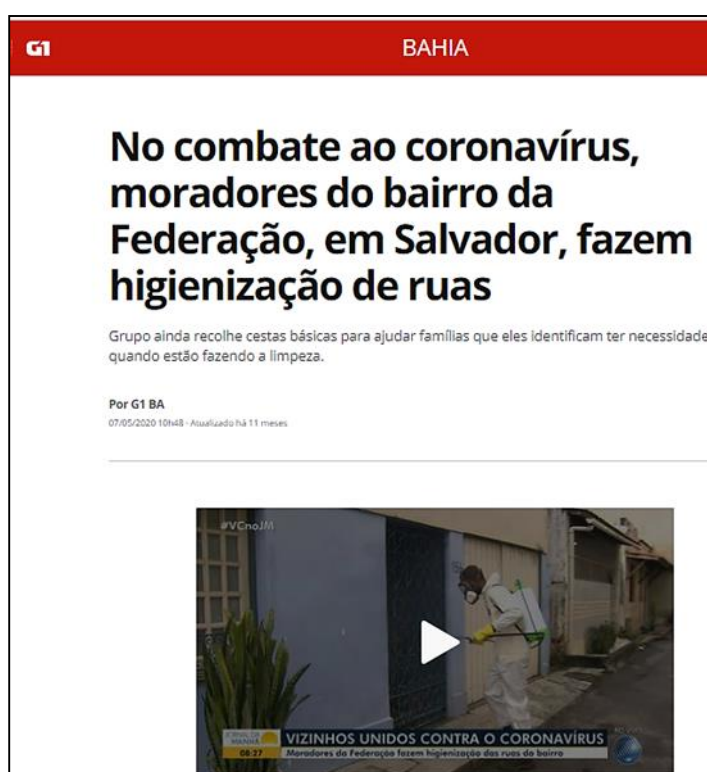 G1
BAHIA
No combate ao coronavírus,
moradores do bairro da
Federação, em Salvador, fazem
higienização de ruas
Grupo ainda recolhe cestas básicas para ajudar famílias que eles identificam ter necessidade
quando estão fazendo a limpeza.
Por G1 BA
07/05/2020 10h48 - Atualizado há 11 meses
#VCnoJM
JORNAL DA
MANHÃ
VIZINHOS UNIDOS CONTRA O CORONAVÍRUS
08:27
Moradores da Federação fazem higienização das ruas do bairro